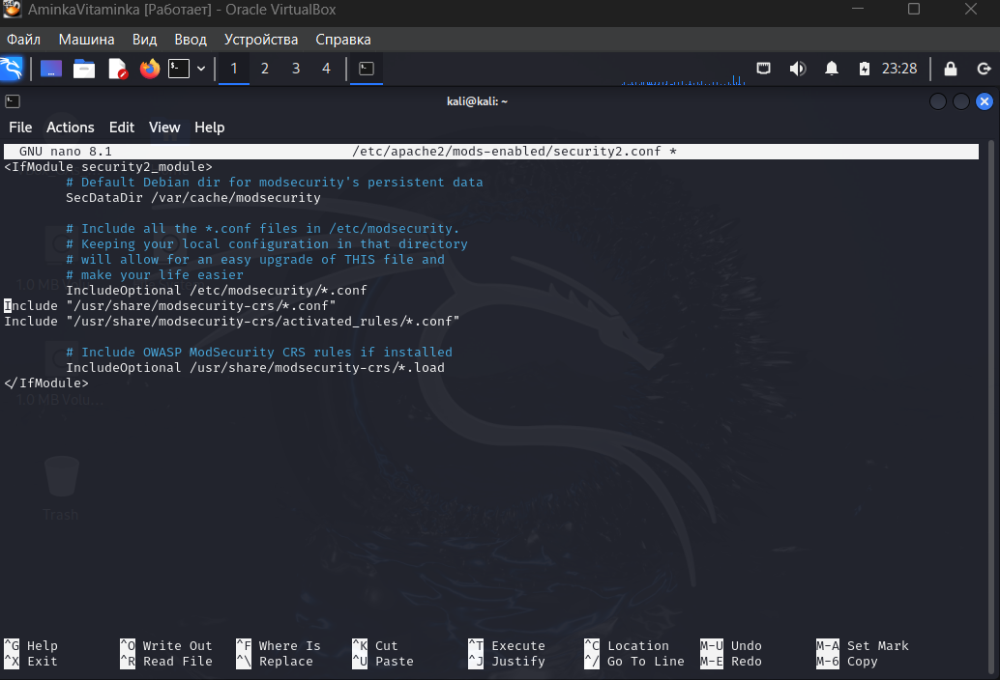 AminkaVitaminka [Работает] - Oracle VirtualBox
Файл Машина Вид Ввод Устройства Справка
1 2 3 4 23:28
kali@kali: ~
File Actions Edit View Help
GNU nano 8.1 /etc/apache2/mods-enabled/security2.conf *
<IfModule security2_module>
# Default Debian dir for modsecurity's persistent data
SecDataDir /var/cache/modsecurity
# Include all the *.conf files in /etc/modsecurity.
# Keeping your local configuration in that directory
# will allow for an easy upgrade of THIS file and
# make your life easier
IncludeOptional /etc/modsecurity/*.conf
Include "/usr/share/modsecurity-crs/*.conf"
Include "/usr/share/modsecurity-crs/activated_rules/*.conf"
# Include OWASP ModSecurity CRS rules if installed
IncludeOptional /usr/share/modsecurity-crs/*.load
</IfModule>
1.0 MB Volu...
Trash
^G Help ^O Write Out ^F Where Is ^K Cut ^T Execute ^C Location M-U Undo M-A Set Mark
^X Exit ^R Read File ^\ Replace ^U Paste ^J Justify ^/ Go To Line M-E Redo M-6 Copy